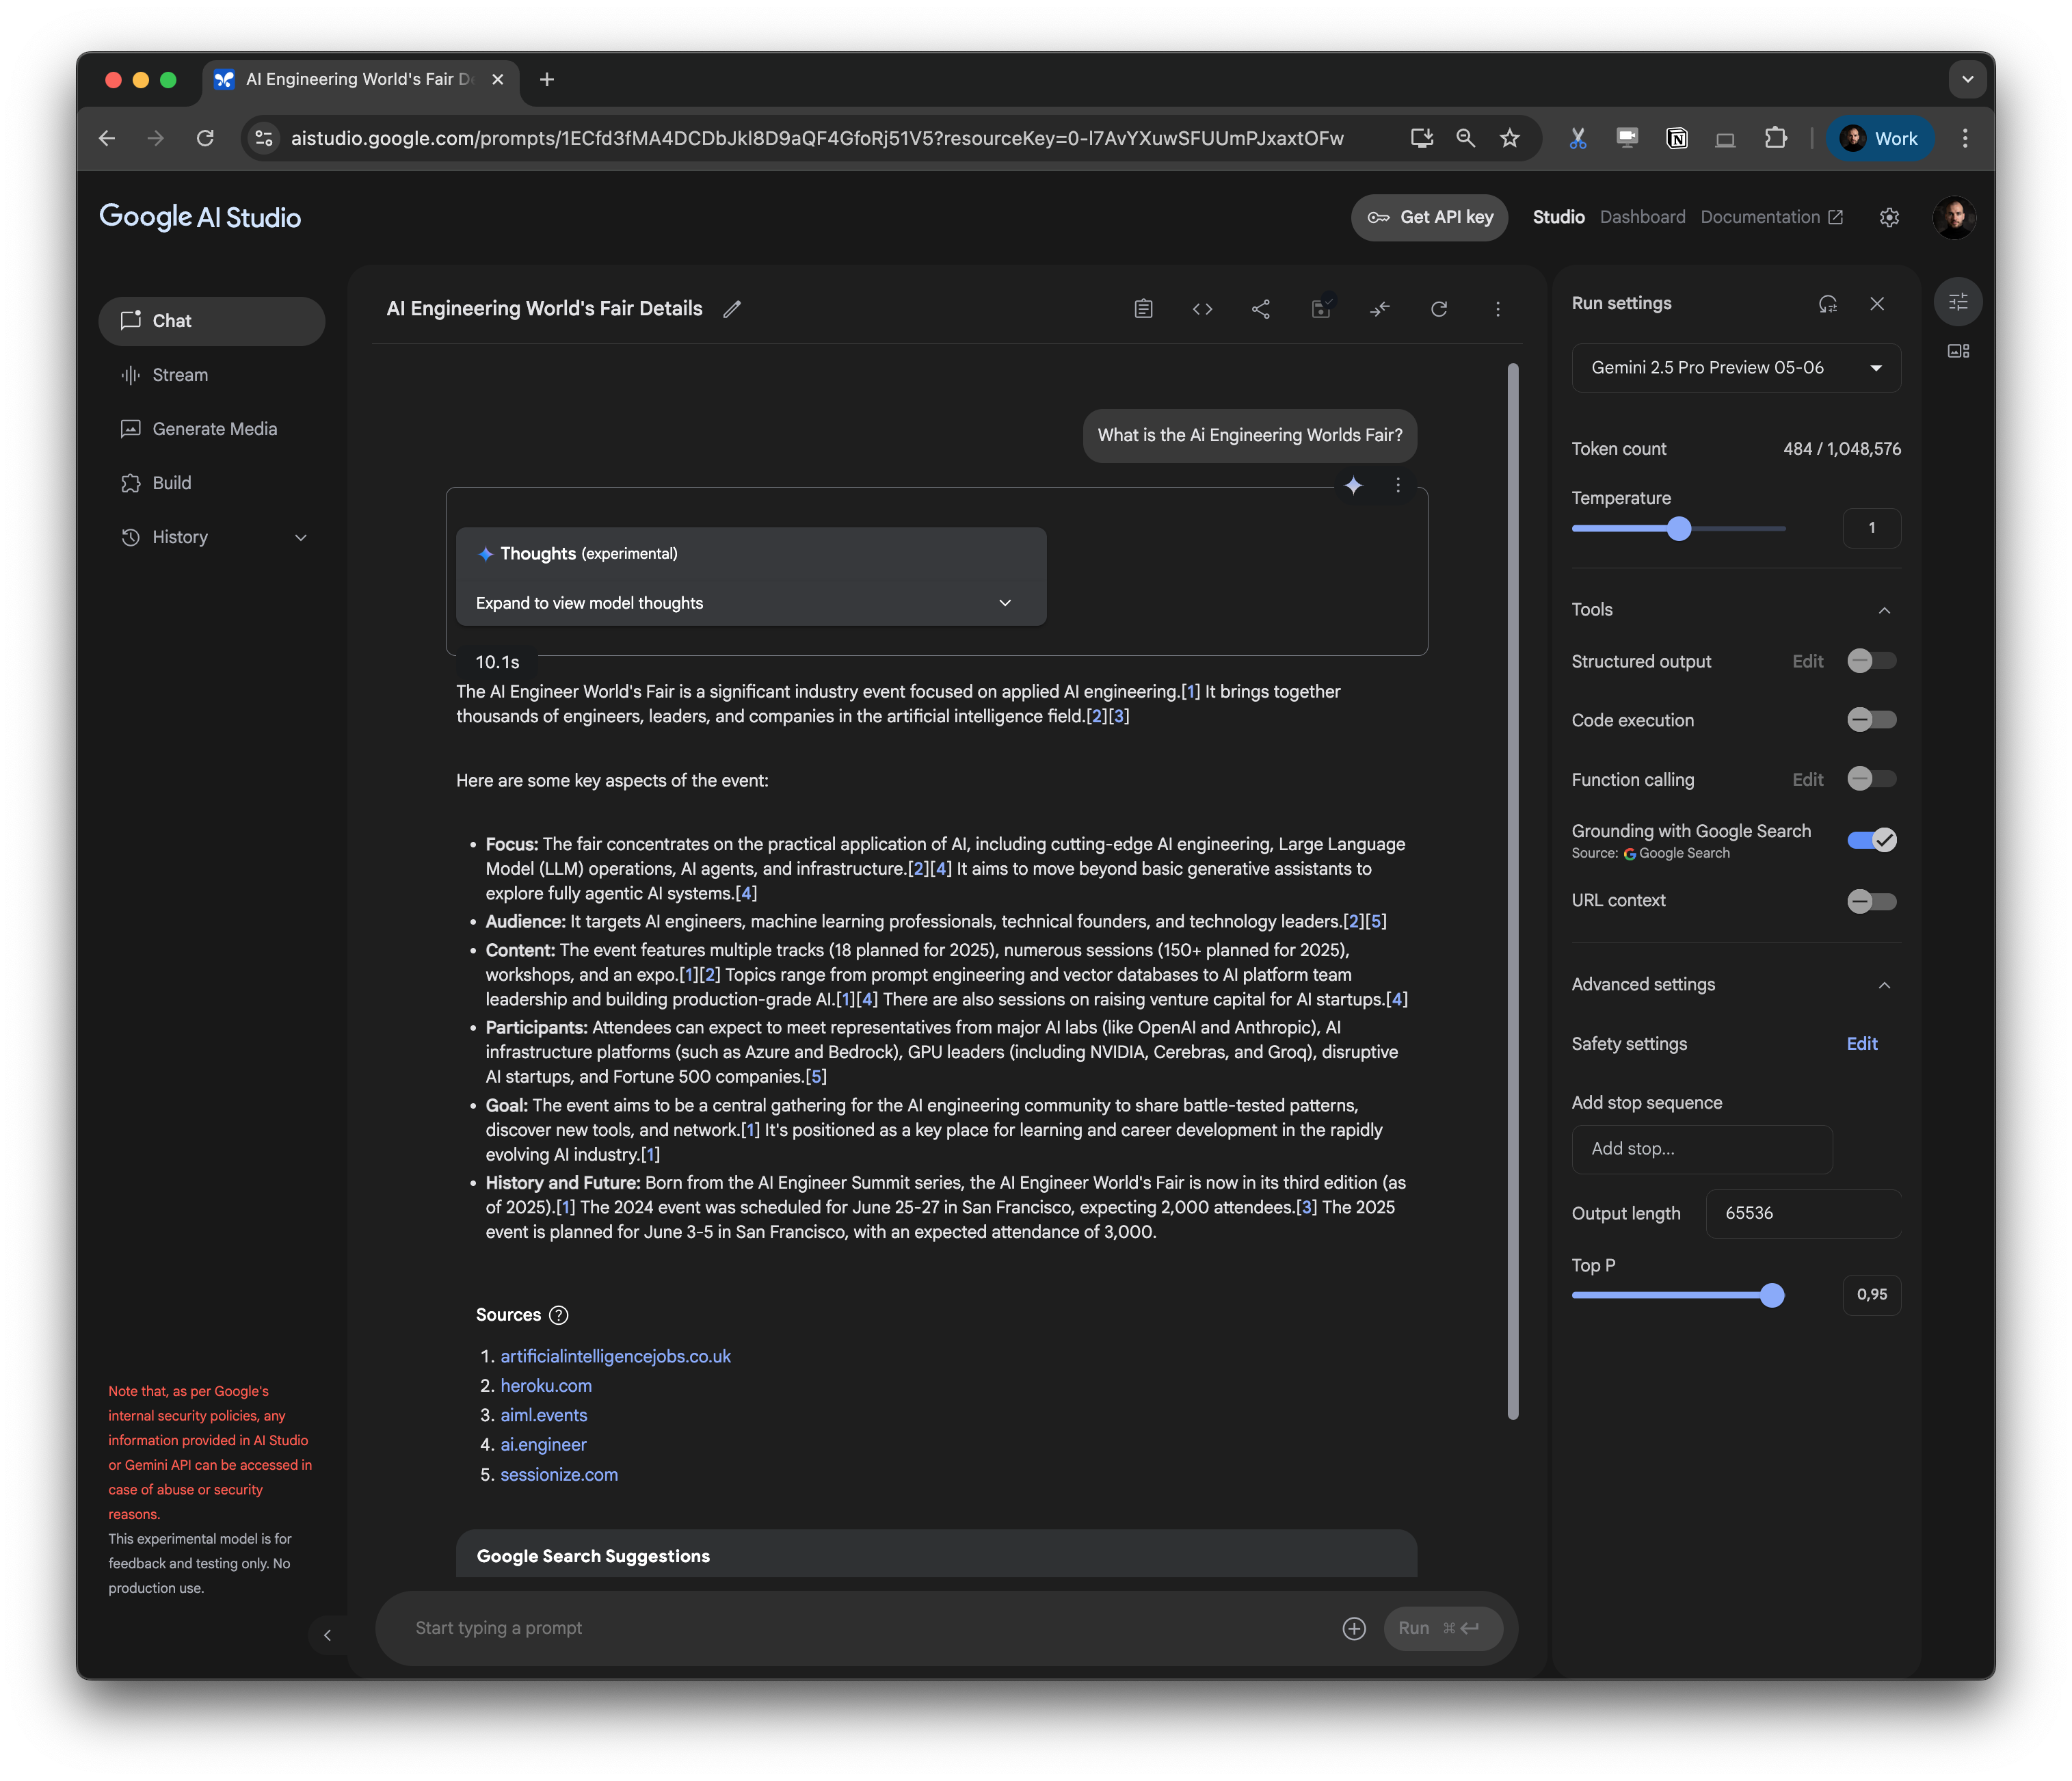 AI Engineering World's Fair De
aistudio.google.com/prompts/1ECfd3fMA4DCDbJkl8D9aQF4GfoRj51V5?resourceKey=0-l7AvYXuwSFUUmPJxaxtOFw
Work
Google AI Studio
Get API key
Studio
Dashboard
Documentation
Chat
Stream
Generate Media
Build
History
Note that, as per Google's
internal security policies, any
information provided in AI Studio
or Gemini API can be accessed in
case of abuse or security
reasons.
This experimental model is for
feedback and testing only. No
production use.
AI Engineering World's Fair Details
What is the Ai Engineering Worlds Fair?
Thoughts (experimental)
Expand to view model thoughts
10.1s
The AI Engineer World's Fair is a significant industry event focused on applied AI engineering.[1] It brings together
thousands of engineers, leaders, and companies in the artificial intelligence field.[2][3]
Here are some key aspects of the event:
• Focus: The fair concentrates on the practical application of AI, including cutting-edge AI engineering, Large Language
Model (LLM) operations, AI agents, and infrastructure.[2][4] It aims to move beyond basic generative assistants to
explore fully agentic AI systems.[4]
• Audience: It targets AI engineers, machine learning professionals, technical founders, and technology leaders.[2][5]
• Content: The event features multiple tracks (18 planned for 2025), numerous sessions (150+ planned for 2025),
workshops, and an expo.[1][2] Topics range from prompt engineering and vector databases to AI platform team
leadership and building production-grade AI.[1][4] There are also sessions on raising venture capital for AI startups.[4]
• Participants: Attendees can expect to meet representatives from major AI labs (like OpenAI and Anthropic), AI
infrastructure platforms (such as Azure and Bedrock), GPU leaders (including NVIDIA, Cerebras, and Groq), disruptive
AI startups, and Fortune 500 companies.[5]
• Goal: The event aims to be a central gathering for the AI engineering community to share battle-tested patterns,
discover new tools, and network.[1] It's positioned as a key place for learning and career development in the rapidly
evolving AI industry.[1]
• History and Future: Born from the AI Engineer Summit series, the AI Engineer World's Fair is now in its third edition (as
of 2025).[1] The 2024 event was scheduled for June 25-27 in San Francisco, expecting 2,000 attendees.[3] The 2025
event is planned for June 3-5 in San Francisco, with an expected attendance of 3,000.
Sources
1. artificialintelligencejobs.co.uk
2. heroku.com
3. aiml.events
4. ai.engineer
5. sessionize.com
Google Search Suggestions
Start typing a prompt
Run ⌘
Run settings
Gemini 2.5 Pro Preview 05-06
Token count 484 / 1,048,576
Temperature
1
Tools
Structured output Edit
Code execution
Function calling Edit
Grounding with Google Search
Source: Google Search
URL context
Advanced settings
Safety settings Edit
Add stop sequence
Add stop...
Output length 65536
Top P
0,95